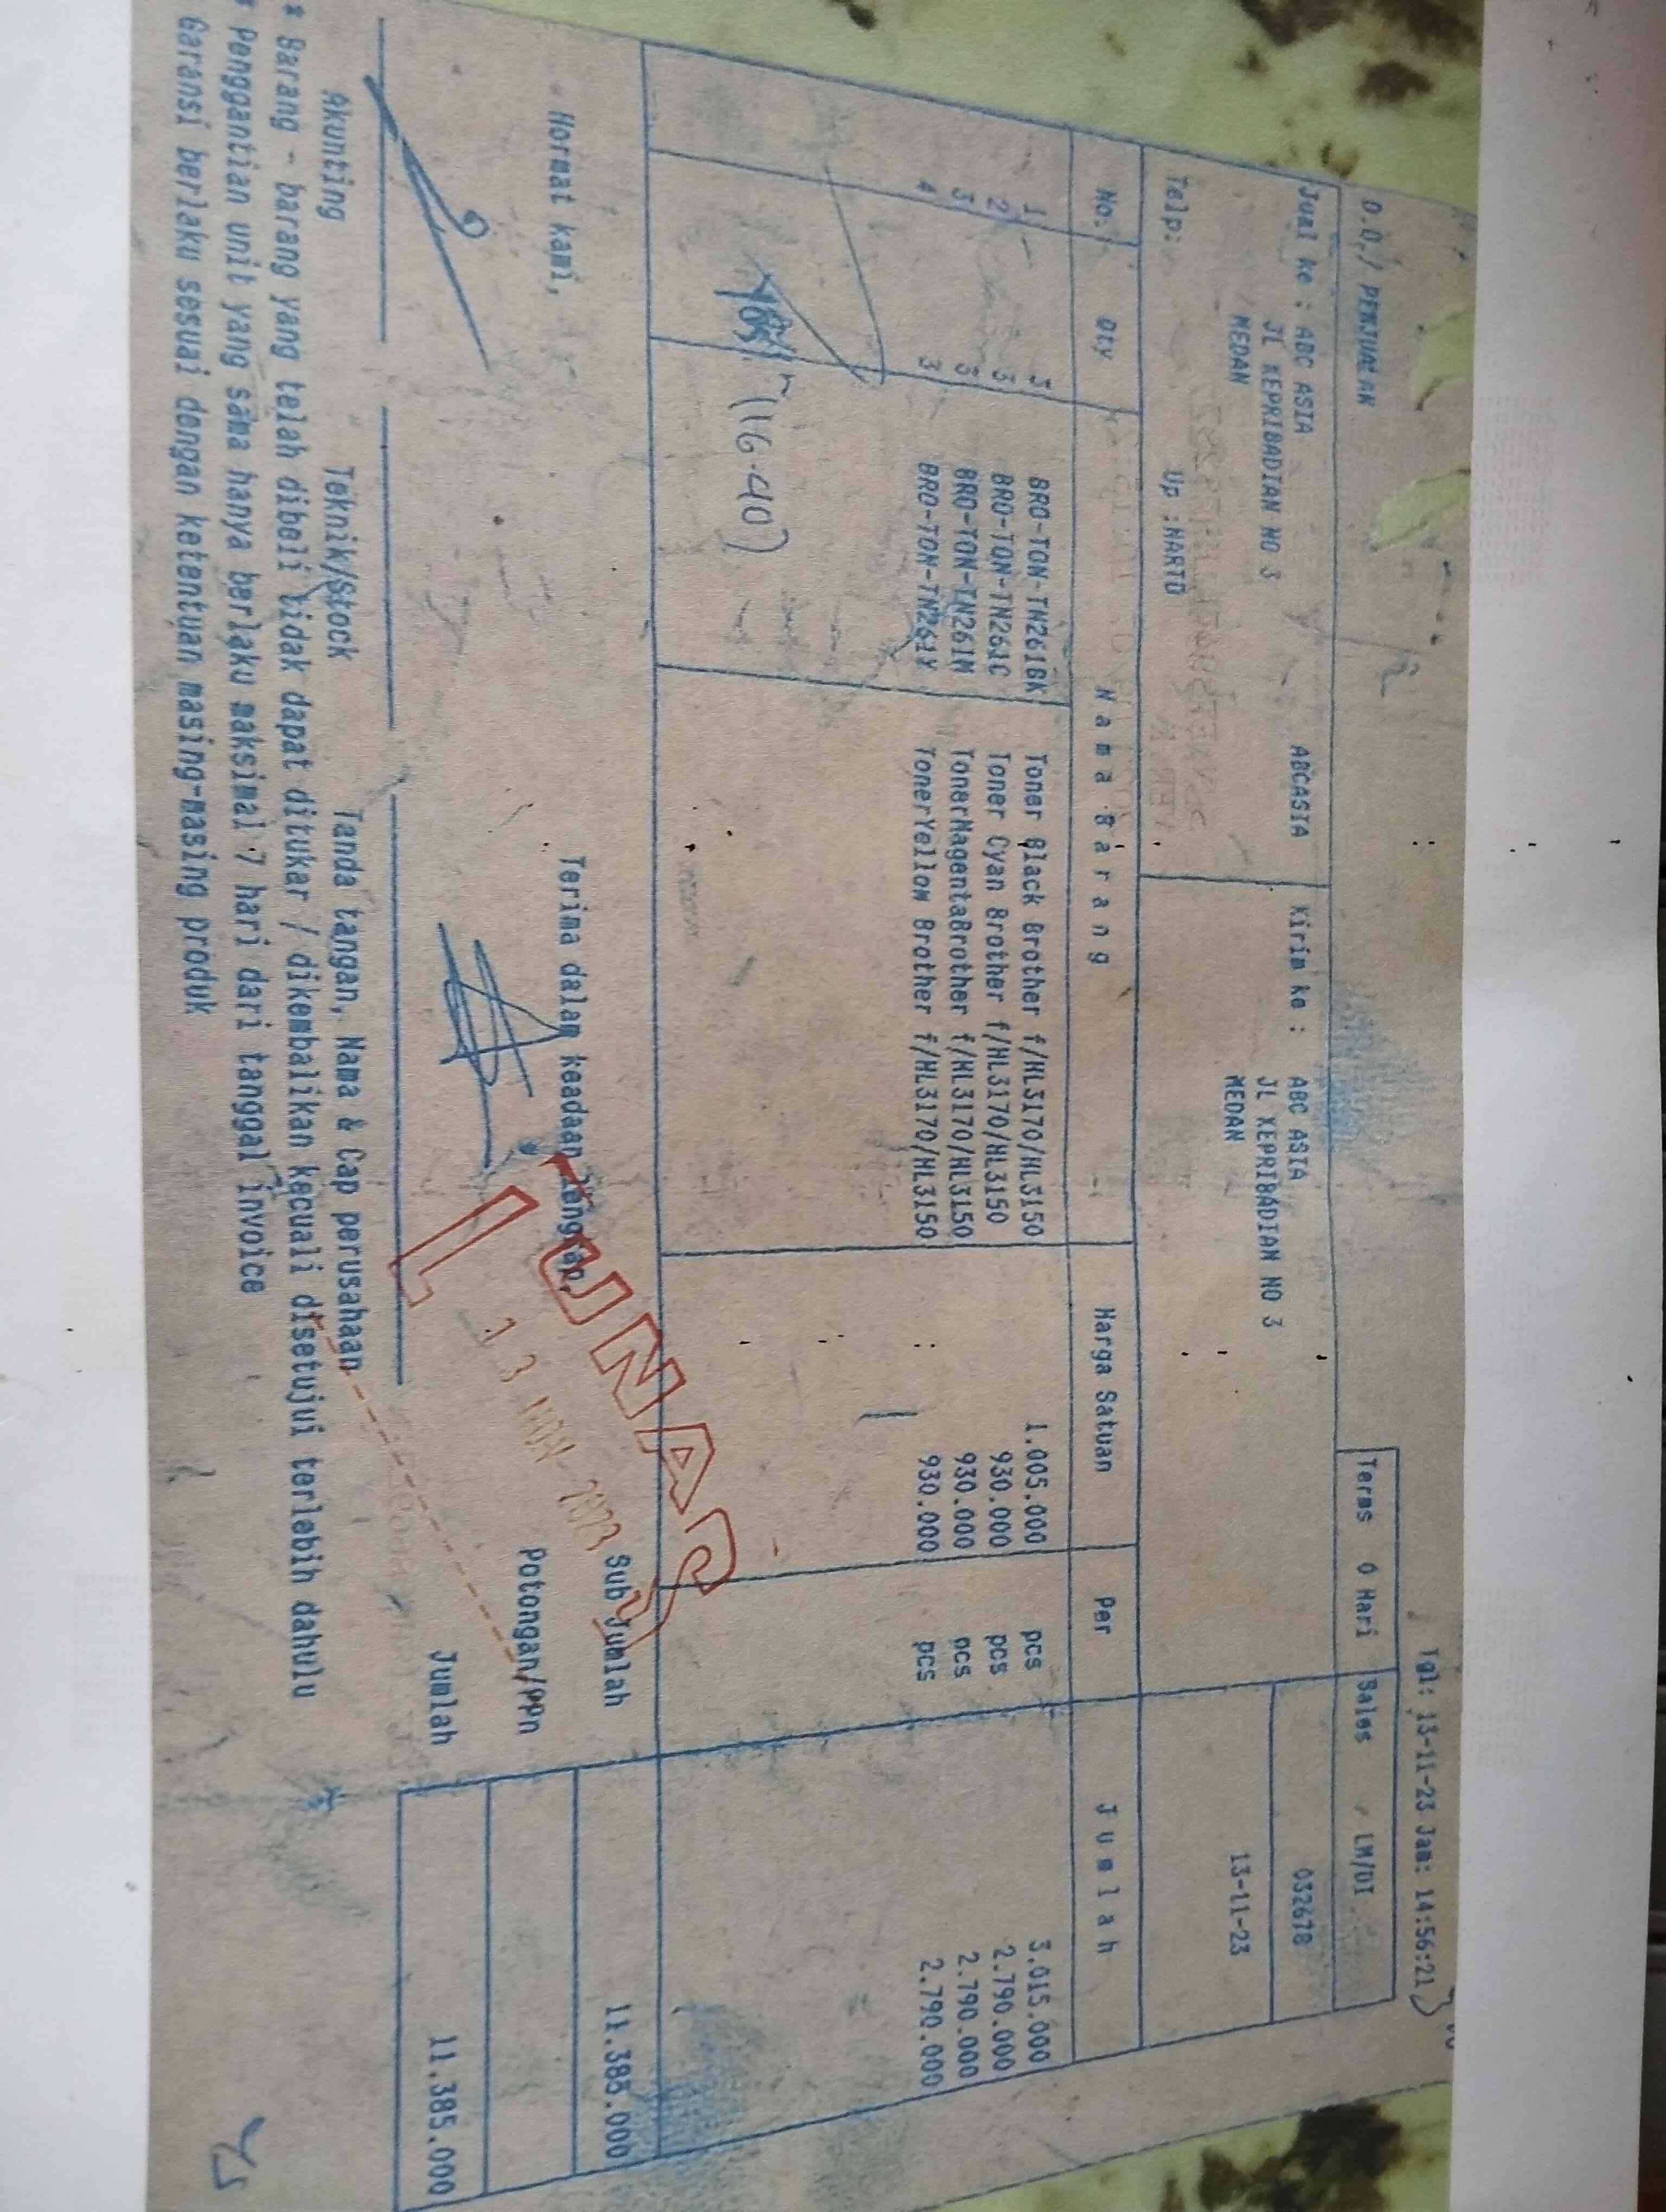 Tgl: 13-11-23 Jam: 14:56:21
D.O./ PENJUALAN
Terms 0 Hari Sales LM/DI
Jual ke : ABC ASIA ABCASIA Kirim ke : ABC ASIA 032678
JL KEPRIBADIAN NO 3 JL KEPRIBADIAN NO 3
MEDAN MEDAN 13-11-23
Telp: Up :NARTO
No. Qty Nama Barang Harga Satuan Per Jumlah
1 3 BRO-TON-TN261BK Toner Black Brother f/HL3170/HL3150 1.005.000 pcs 3.015.000
2 3 BRO-TON-TN261C Toner Cyan Brother f/HL3170/HL3150 930.000 pcs 2.790.000
3 3 BRO-TON-TN261M TonerMagentaBrother f/HL3170/HL3150 930.000 pcs 2.790.000
4 3 BRO-TON-TN261Y TonerYellow Brother f/HL3170/HL3150 930.000 pcs 2.790.000
(16-40)
LUNAS
13 NOV 2023
Sub Jumlah 11.385.000
Hormat kami, Terima dalam keadaan lengkap,
Potongan/PPn
Jumlah 11.385.000
Akunting Teknik/Stock Tanda tangan, Nama & Cap perusahaan
* Barang - barang yang telah dibeli tidak dapat ditukar / dikembalikan kecuali disetujui terlebih dahulu
* Penggantian unit yang sama hanya berlaku maksimal 7 hari dari tanggal invoice
Garansi berlaku sesuai dengan ketentuan masing-masing produk